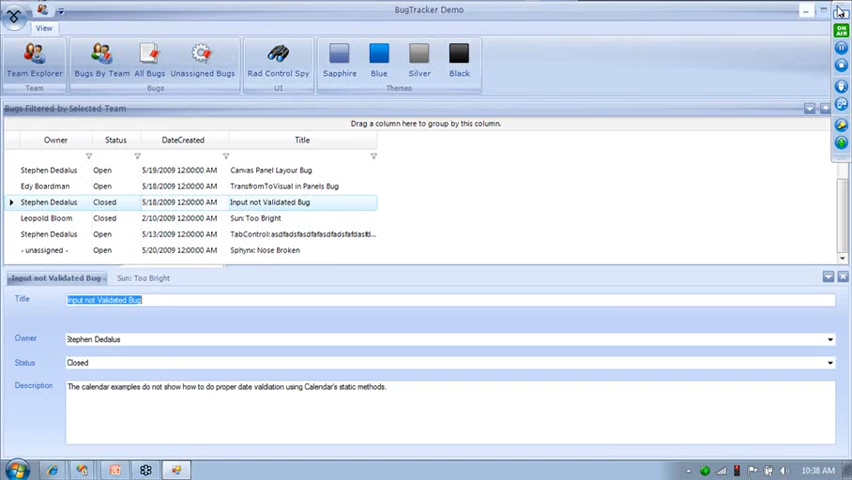 BugTracker Demo
View
Team Explorer
Bugs By Team
All Bugs
Unassigned Bugs
Rad Control Spy
Sapphire
Blue
Silver
Black
Team
Bugs
UI
Themes
ON AIR
Bugs Filtered by Selected Team
Drag a column here to group by this column.
Owner Status DateCreated Title
Stephen Dedalus Open 5/19/2009 12:00:00 AM Canvas Panel Layour Bug
Edy Boardman Open 5/18/2009 12:00:00 AM TransfromToVisual in Panels Bug
Stephen Dedalus Closed 5/18/2009 12:00:00 AM Input not Validated Bug
Leopold Bloom Closed 2/10/2009 12:00:00 AM Sun: Too Bright
Stephen Dedalus Open 5/13/2009 12:00:00 AM TabControl:
- unassigned - Open 5/20/2009 12:00:00 AM Sphynx: Nose Broken
Input not Validated Bug
Sun: Too Bright
Title Input not Validated Bug
Owner Stephen Dedalus
Status Closed
Description The calendar examples do not show how to do proper date valdiation using Calendar's static methods.
10:38 AM